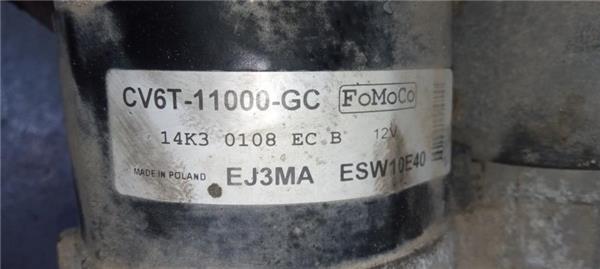 CV6T-11000-GC FoMoCo
14K3 0108 EC B 12V
MADE IN POLAND EJ3MA ESW10E40